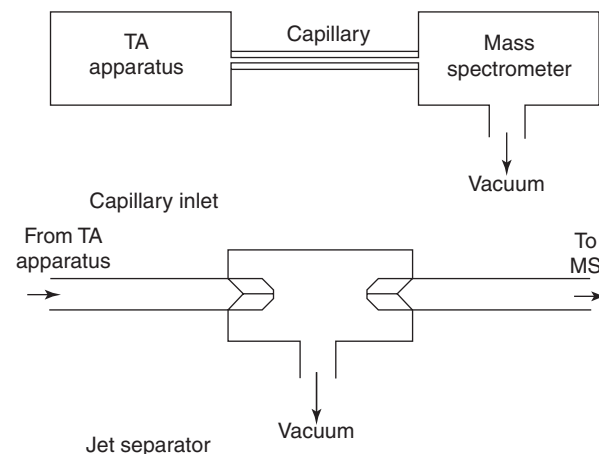 TA
apparatus
Capillary
Mass
spectrometer
Vacuum
Capillary inlet
From TA
apparatus
To
MS
Vacuum
Jet separator